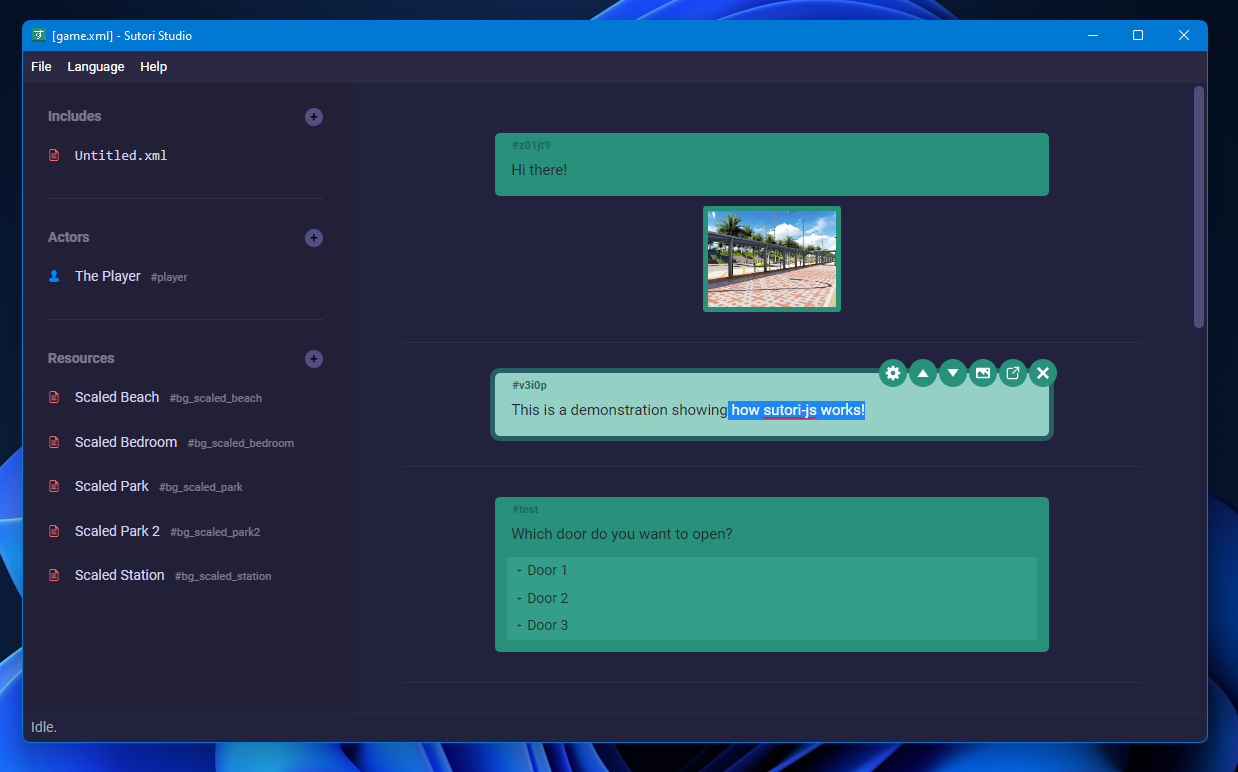 す [game.xml] - Sutori Studio
File Language Help
Includes
Untitled.xml
Actors
The Player #player
Resources
Scaled Beach #bg_scaled_beach
Scaled Bedroom #bg_scaled_bedroom
Scaled Park #bg_scaled_park
Scaled Park 2 #bg_scaled_park2
Scaled Station #bg_scaled_station
#z01jt9
Hi there!
#v3i0p
This is a demonstration showing how sutori-js works!
#test
Which door do you want to open?
Door 1
Door 2
Door 3
Idle.